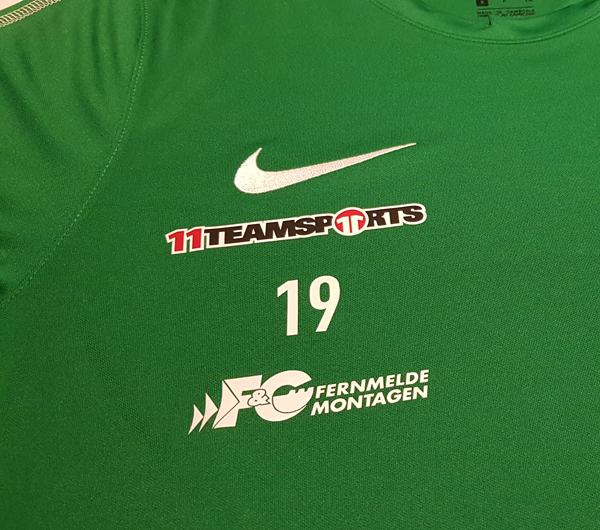 11TEAMSPORTS
19
F&G FERNMELDE
MONTAGEN